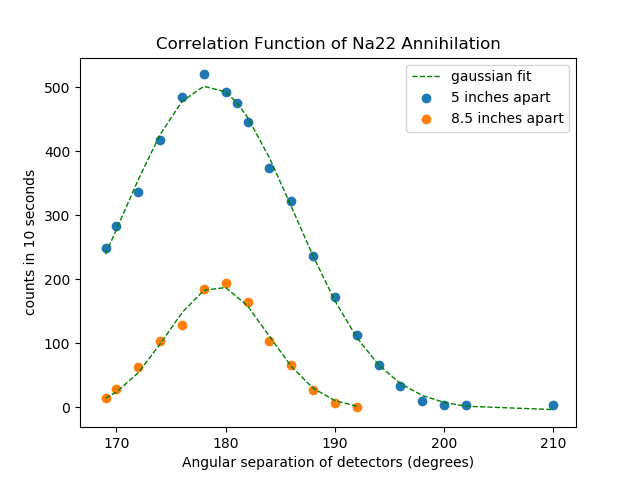 Correlation Function of Na22 Annihilation
gaussian fit
5 inches apart
8.5 inches apart
500
400
300
200
100
0
counts in 10 seconds
170
180
190
200
210
Angular separation of detectors (degrees)